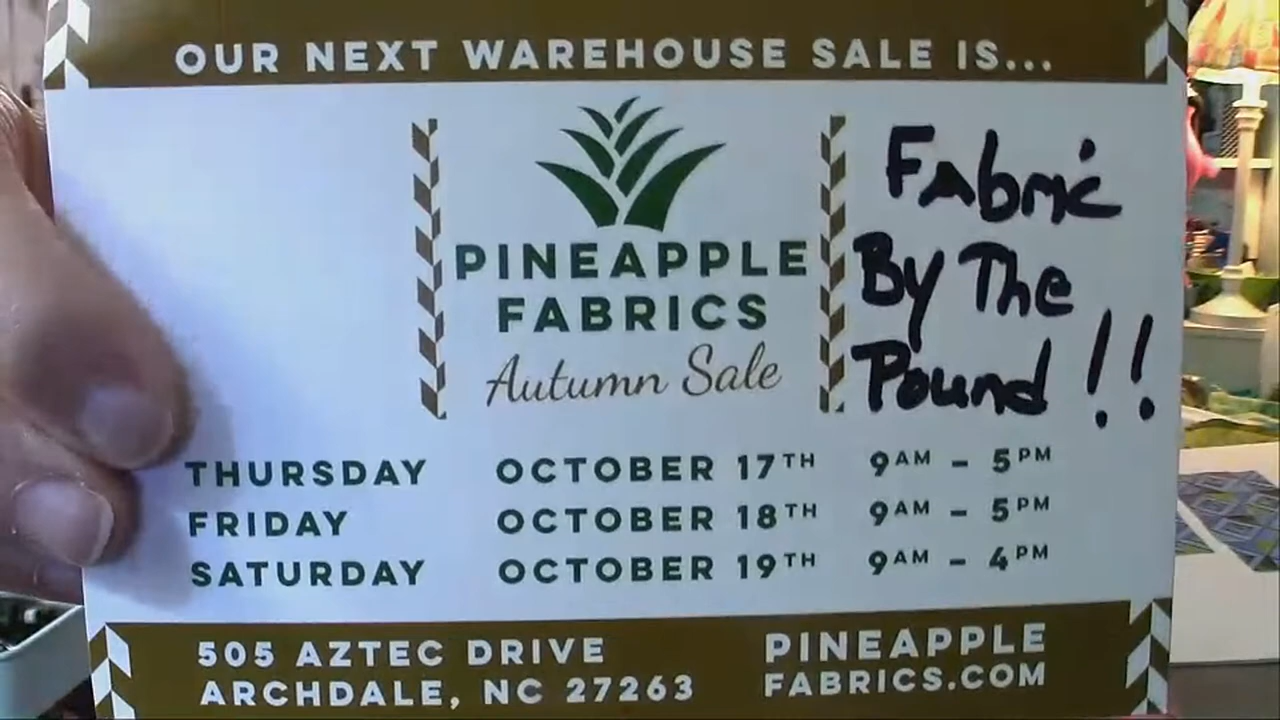 OUR NEXT WAREHOUSE SALE IS...
PINEAPPLE
FABRICS
Autumn Sale
Fabric
By The
Pound!!
THURSDAY OCTOBER 17TH 9AM – 5PM
FRIDAY OCTOBER 18TH 9AM – 5PM
SATURDAY OCTOBER 19TH 9AM – 4PM
505 AZTEC DRIVE
ARCHDALE, NC 27263
PINEAPPLE
FABRICS.COM